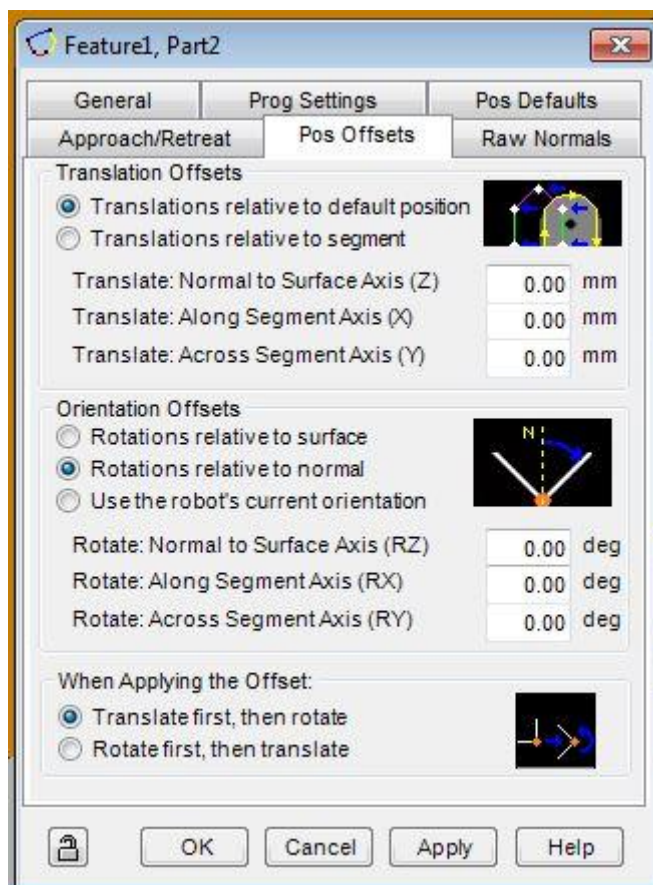 Feature1, Part2
General
Prog Settings
Pos Defaults
Approach/Retreat
Pos Offsets
Raw Normals
Translation Offsets
Translations relative to default position
Translations relative to segment
Translate: Normal to Surface Axis (Z) 0.00 mm
Translate: Along Segment Axis (X) 0.00 mm
Translate: Across Segment Axis (Y) 0.00 mm
Orientation Offsets
Rotations relative to surface
N
Rotations relative to normal
Use the robot's current orientation
Rotate: Normal to Surface Axis (RZ) 0.00 deg
Rotate: Along Segment Axis (RX) 0.00 deg
Rotate: Across Segment Axis (RY) 0.00 deg
When Applying the Offset:
Translate first, then rotate
Rotate first, then translate
OK
Cancel
Apply
Help